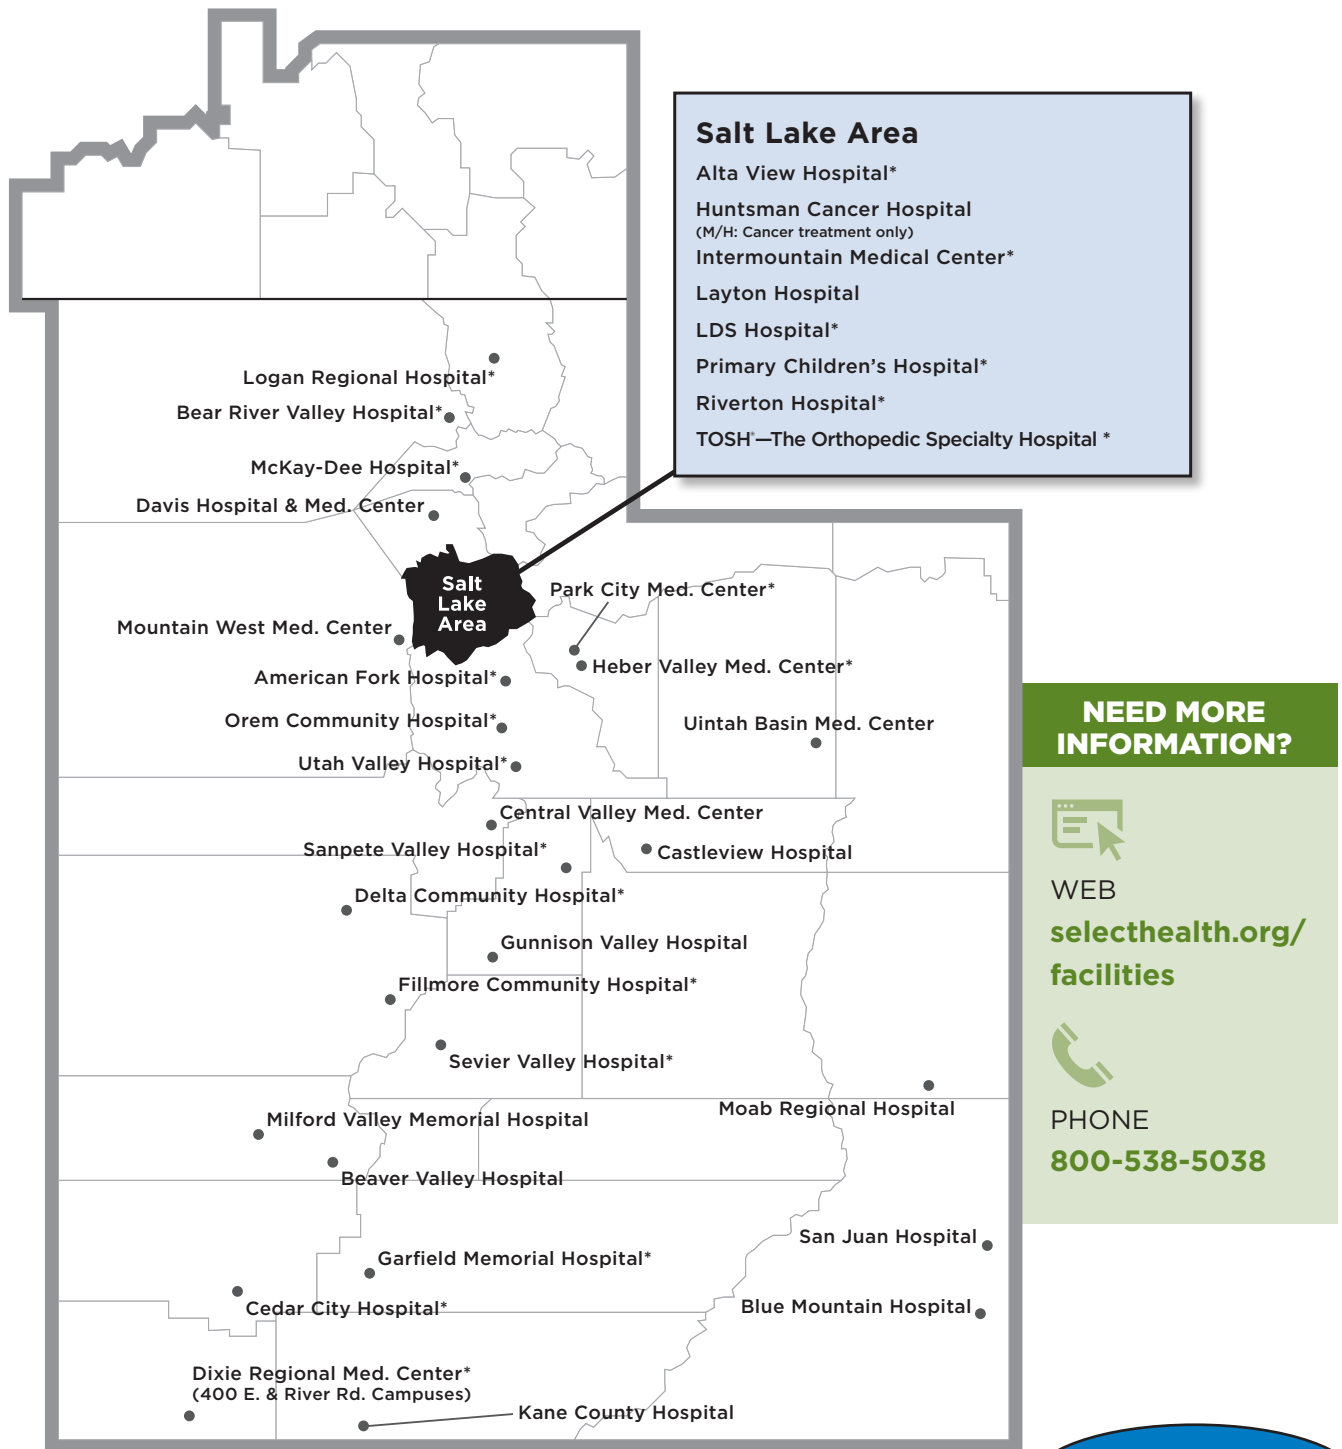 Salt Lake Area
Alta View Hospital*
Huntsman Cancer Hospital
(M/H: Cancer treatment only)
Intermountain Medical Center*
Layton Hospital
LDS Hospital*
Primary Children’s Hospital*
Riverton Hospital*
TOSH®—The Orthopedic Specialty Hospital *
Logan Regional Hospital*
Bear River Valley Hospital*
McKay-Dee Hospital*
Davis Hospital & Med. Center
Salt
Lake
Area
Park City Med. Center*
Mountain West Med. Center
Heber Valley Med. Center*
American Fork Hospital*
Orem Community Hospital*
Uintah Basin Med. Center
Utah Valley Hospital*
Central Valley Med. Center
Sanpete Valley Hospital*
Castleview Hospital
Delta Community Hospital*
Gunnison Valley Hospital
Fillmore Community Hospital*
Sevier Valley Hospital*
Moab Regional Hospital
Milford Valley Memorial Hospital
Beaver Valley Hospital
San Juan Hospital
Garfield Memorial Hospital*
Cedar City Hospital*
Blue Mountain Hospital
Dixie Regional Med. Center*
(400 E. & River Rd. Campuses)
Kane County Hospital
NEED MORE
INFORMATION?
WEB
selecthealth.org/
facilities
PHONE
800-538-5038